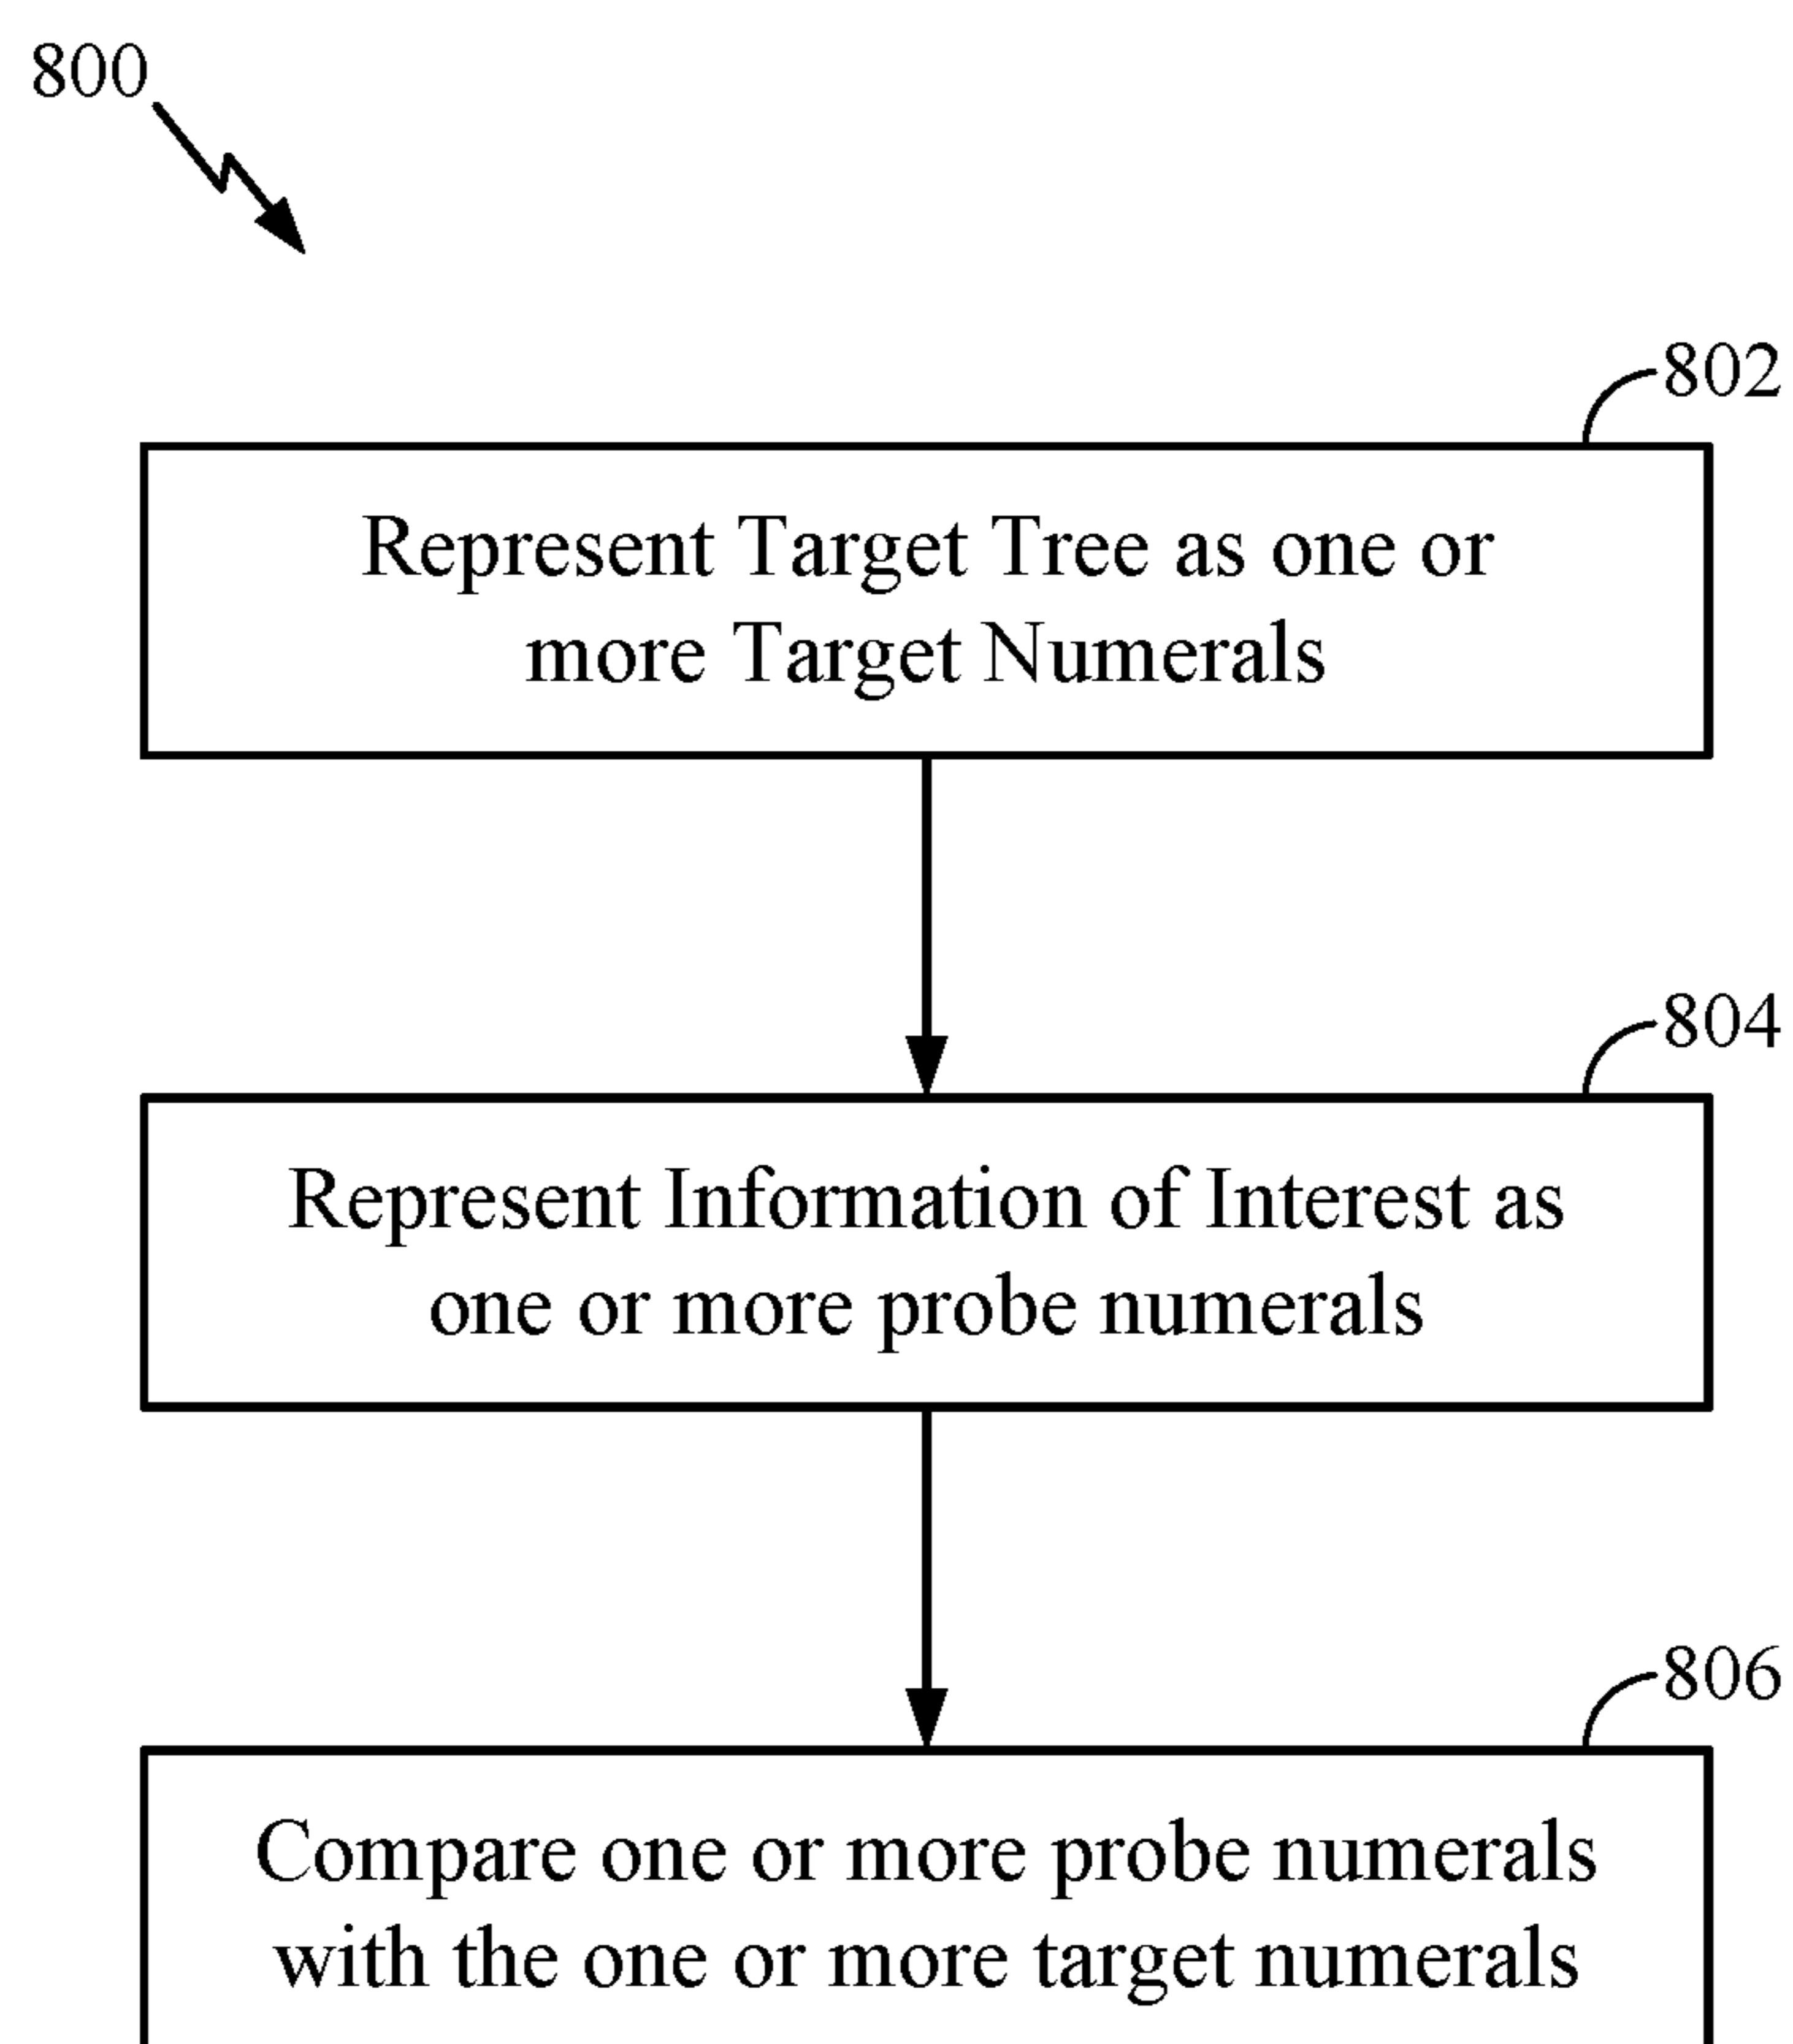 800
802
Represent Target Tree as one or
more Target Numerals
804
Represent Information of Interest as
one or more probe numerals
806
Compare one or more probe numerals
with the one or more target numerals